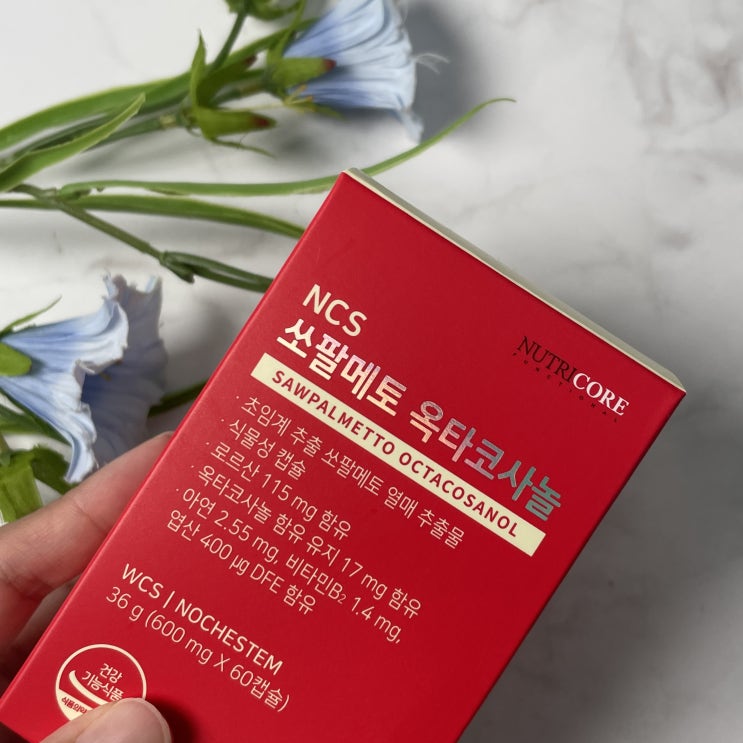 NCS
쏘팔메토 옥타코사놀
SAWPALMETTO OCTACOSANOL
NUTRICORE
FUNCTIONAL
· 초임계 추출 쏘팔메토 열매 추출물
· 식물성 캡슐
· 로르산 115 mg 함유
· 옥타코사놀 함유 유지 17 mg 함유
· 아연 2.55 mg, 비타민B₂ 1.4 mg,
엽산 400 μg DFE 함유
WCS | NOCHESTEM
36 g (600 mg X 60캡슐)
건강
기능식품